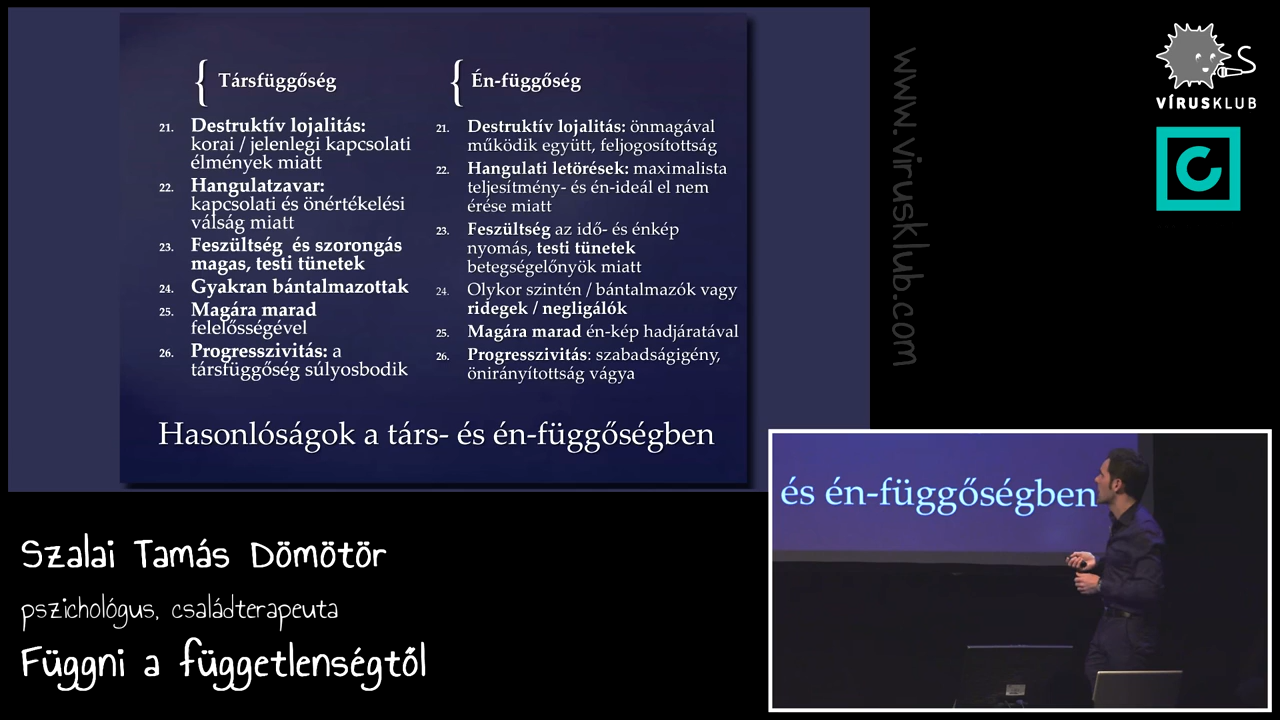 { Társfüggőség
21. Destruktív lojalitás:
korai / jelenlegi kapcsolati
élmények miatt
22. Hangulatzavar:
kapcsolati és önértékelési
válság miatt
23. Feszültség és szorongás
magas, testi tünetek
24. Gyakran bántalmazottak
25. Magára marad
felelősségével
26. Progresszivitás: a
társfüggőség súlyosbodik
{ Én-függőség
21. Destruktív lojalitás: önmagával
működik együtt, feljogosítottság
22. Hangulati letörések: maximalista
teljesítmény- és én-ideál el nem
érése miatt
23. Feszültség az idő- és énkép
nyomás, testi tünetek
betegségelőnyök miatt
24. Olykor szintén / bántalmazók vagy
ridegek / negligálók
25. Magára marad én-kép hadjáratával
26. Progresszivitás: szabadságigény,
önirányítottság vágya
Hasonlóságok a társ- és én-függőségben
www.virusklub.com
VÍRUSKLUB
és én-függőségben
Szalai Tamás Dömötör
pszichológus, családterapeuta
Függni a függetlenségtől